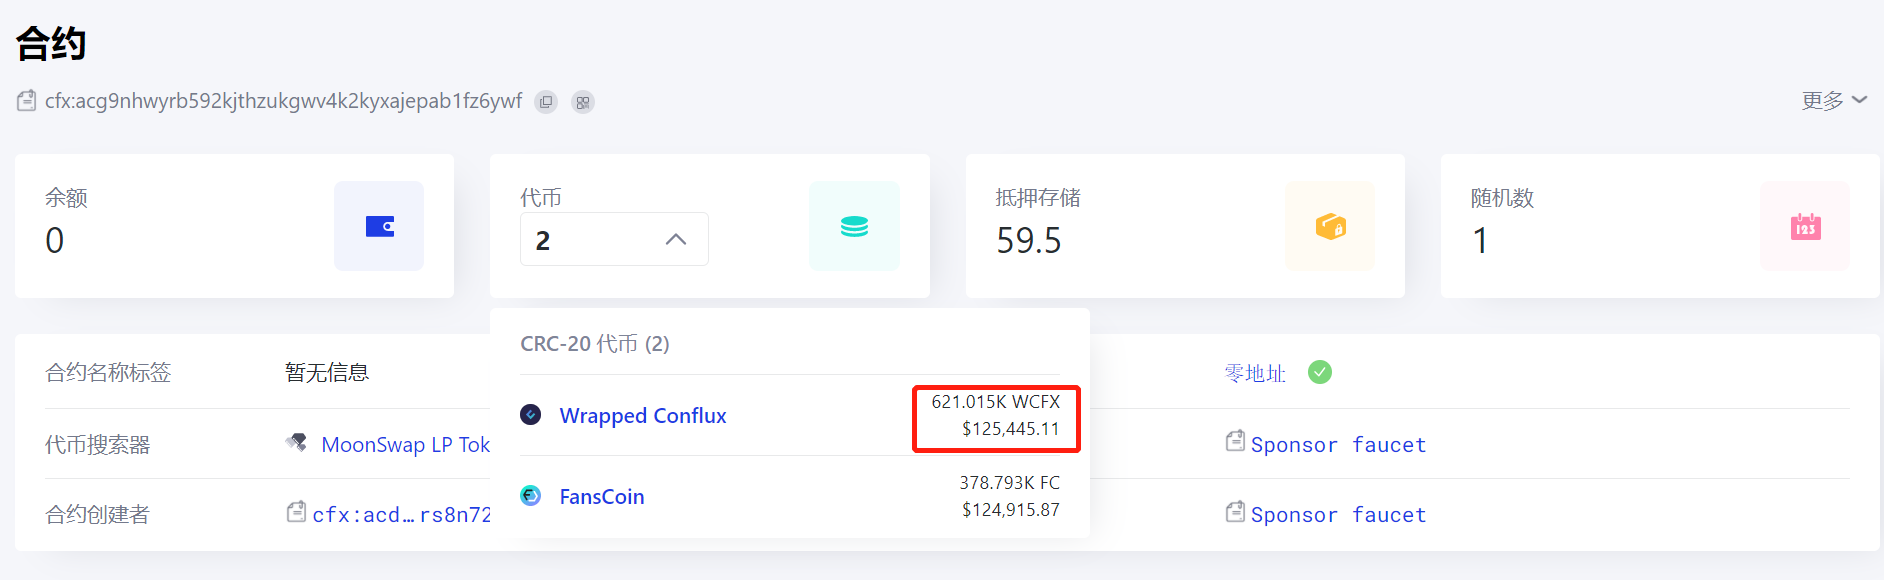 合约
cfx:acg9nhwyrb592kjthzukgwv4k2kyxajepab1fz6ywf
更多
余额
0
代币
2
抵押存储
59.5
随机数
1
123
CRC-20 代币 (2)
Wrapped Conflux
621.015K WCFX
$125,445.11
FansCoin
378.793K FC
$124,915.87
合约名称标签
暂无信息
零地址
代币搜索器
MoonSwap LP Tok
Sponsor faucet
合约创建者
cfx:acd…rs8n72
Sponsor faucet